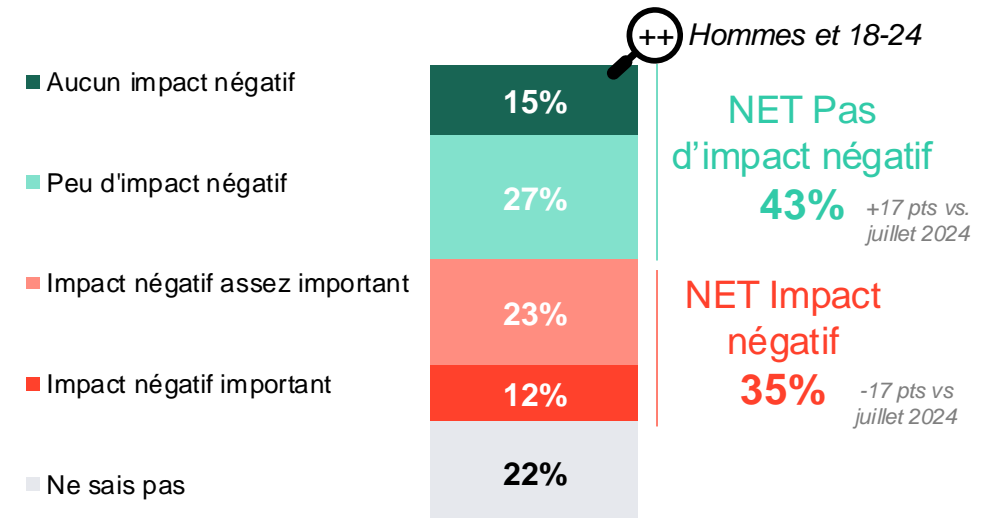 ++ Hommes et 18-24
Aucun impact négatif
15%
Peu d'impact négatif
27%
Impact négatif assez important
23%
Impact négatif important
12%
Ne sais pas
22%
NET Pas
d’impact négatif
43% +17 pts vs.
juillet 2024
NET Impact
négatif
35% -17 pts vs
juillet 2024